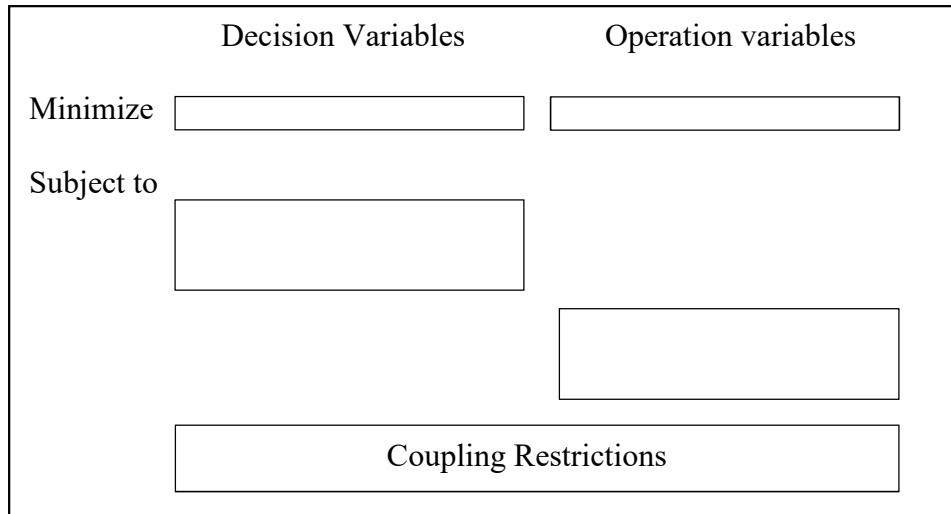 Decision Variables
Operation variables
Minimize
Subject to
Coupling Restrictions